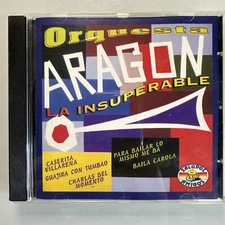 Orquesta
ARAGON
LA INSUPERABLE
CASERITA
VILLAREÑA
GUAJIRA CON TUMBAO
CHARLAS DEL
MOMENTO
PARA BAILAR LO
MISMO ME DÁ
BAILA CAROLA